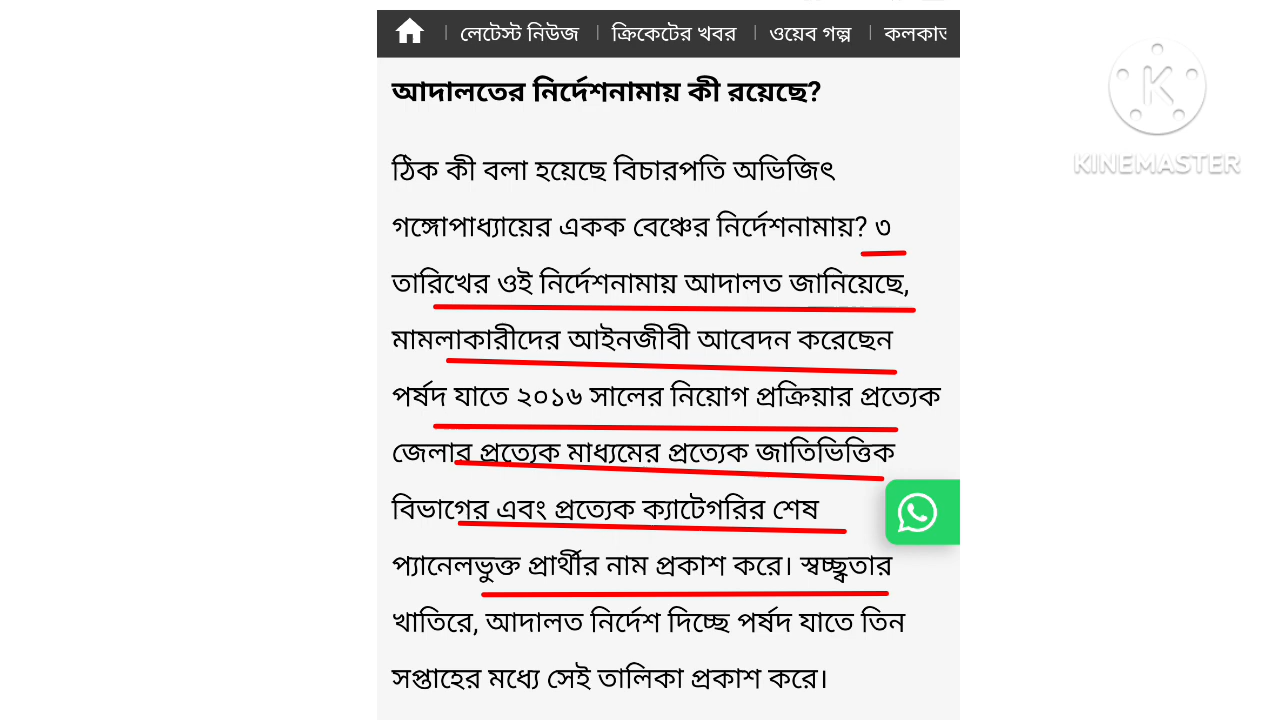 লেটেস্ট নিউজ | ক্রিকেটের খবর | ওয়েব গল্প | কলকাতা
আদালতের নির্দেশনামায় কী রয়েছে?
ঠিক কী বলা হয়েছে বিচারপতি অভিজিৎ
গঙ্গোপাধ্যায়ের একক বেঞ্চের নির্দেশনামায়? ৩
তারিখের ওই নির্দেশনামায় আদালত জানিয়েছে,
মামলাকারীদের আইনজীবী আবেদন করেছেন
পর্ষদ যাতে ২০১৬ সালের নিয়োগ প্রক্রিয়ার প্রত্যেক
জেলার প্রত্যেক মাধ্যমের প্রত্যেক জাতিভিত্তিক
বিভাগের এবং প্রত্যেক ক্যাটেগরির শেষ
প্যানেলভুক্ত প্রার্থীর নাম প্রকাশ করে। স্বচ্ছ্বতার
খাতিরে, আদালত নির্দেশ দিচ্ছে পর্ষদ যাতে তিন
সপ্তাহের মধ্যে সেই তালিকা প্রকাশ করে।
K
KINEMASTER